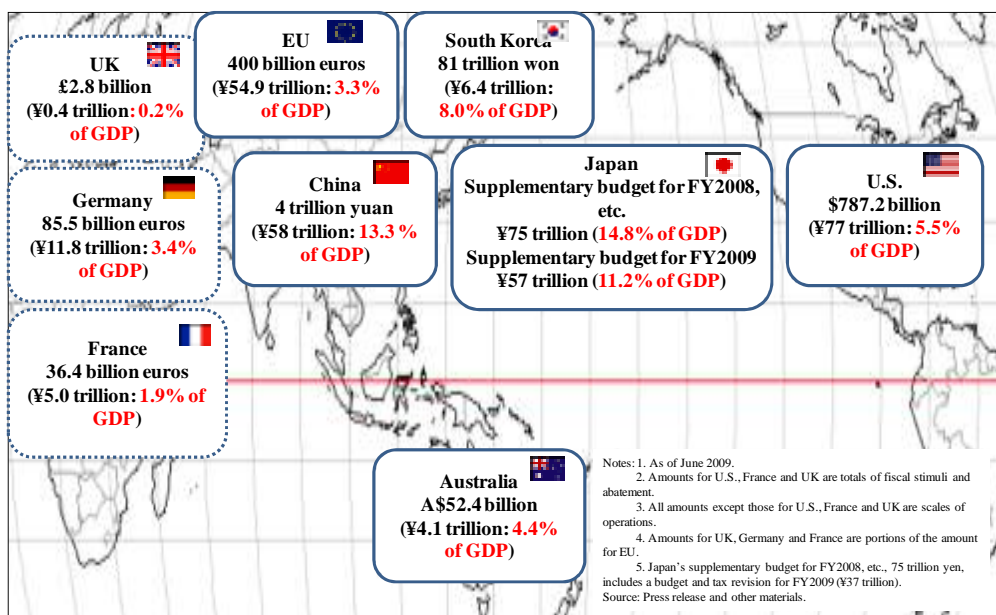 UK
£2.8 billion
(¥0.4 trillion: 0.2%
of GDP)
EU
400 billion euros
(¥54.9 trillion: 3.3%
of GDP)
South Korea
81 trillion won
(¥6.4 trillion:
8.0% of GDP)
Germany
85.5 billion euros
(¥11.8 trillion: 3.4%
of GDP)
China
4 trillion yuan
(¥58 trillion: 13.3%
of GDP)
Japan
Supplementary budget for FY2008,
etc.
¥75 trillion (14.8% of GDP)
Supplementary budget for FY2009
¥57 trillion (11.2% of GDP)
U.S.
$787.2 billion
(¥77 trillion: 5.5%
of GDP)
France
36.4 billion euros
(¥5.0 trillion: 1.9% of
GDP)
Australia
A$52.4 billion
(¥4.1 trillion: 4.4%
of GDP)
Notes: 1. As of June 2009.
2. Amounts for U.S., France and UK are totals of fiscal stimuli and
abatement.
3. All amounts except those for U.S., France and UK are scales of
operations.
4. Amounts for UK, Germany and France are portions of the amount
for EU.
5. Japan's supplementary budget for FY2008, etc., 75 trillion yen,
includes a budget and tax revision for FY2009 (¥37 trillion).
Source: Press release and other materials.